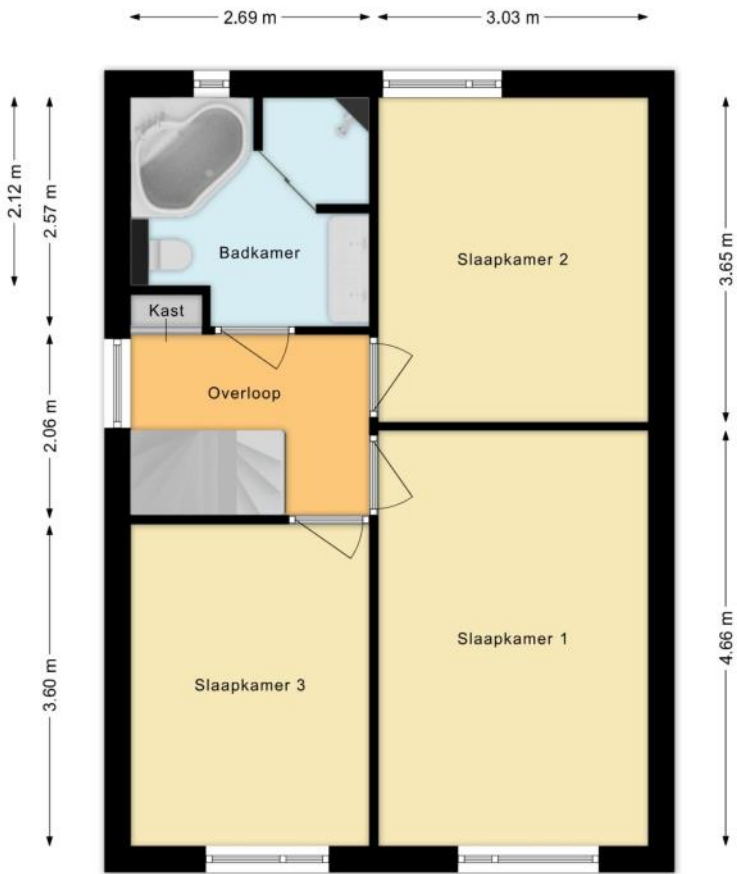 2.69 m
3.03 m
2.12 m
2.57 m
3.65 m
Badkamer
Slaapkamer 2
Kast
Overloop
2.06 m
Slaapkamer 1
4.66 m
Slaapkamer 3
3.60 m